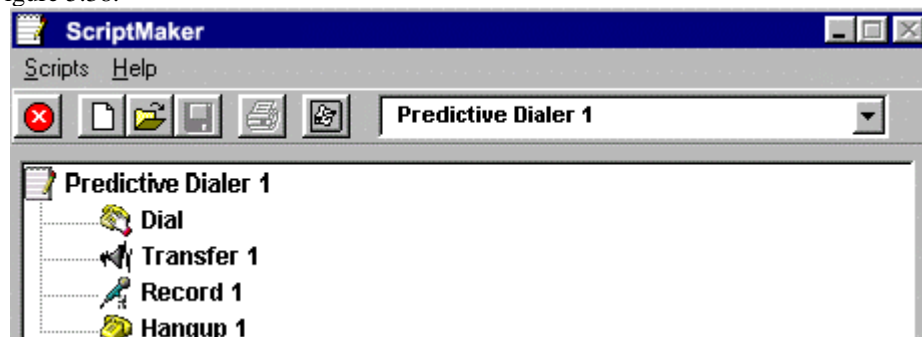 ScriptMaker
Scripts Help
Predictive Dialer 1
Predictive Dialer 1
Dial
Transfer 1
Record 1
Hangup 1